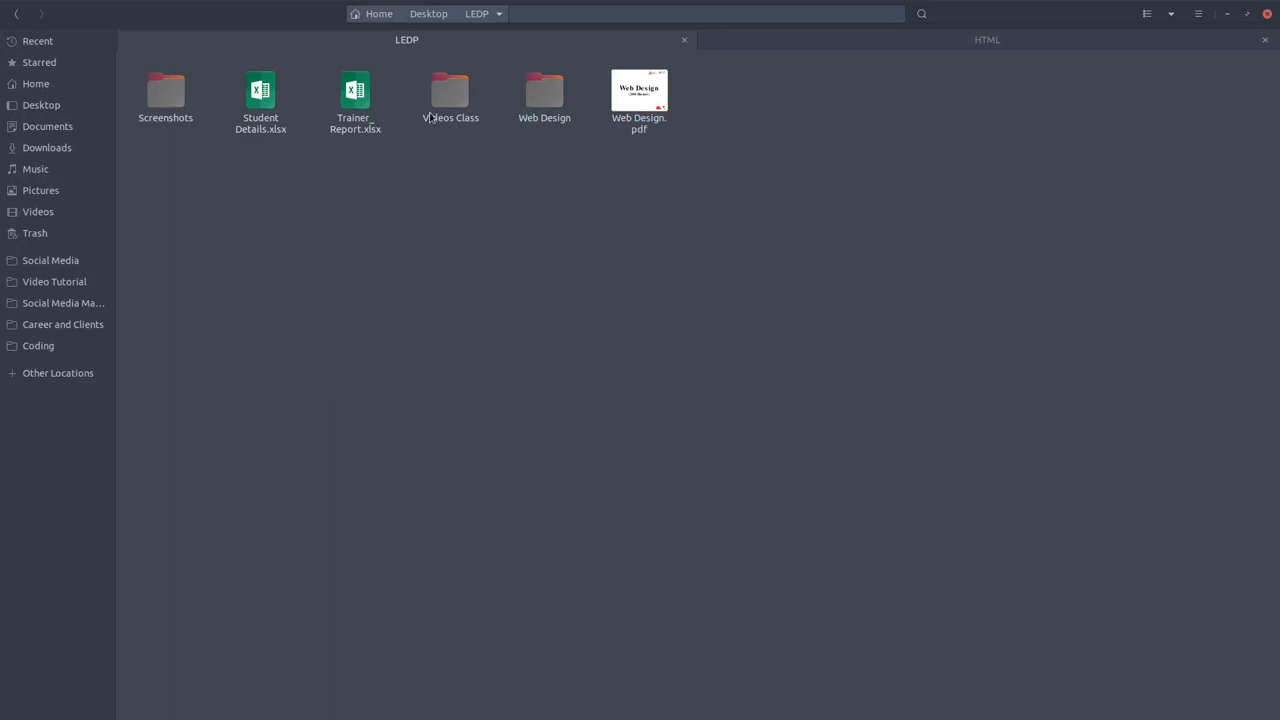 Home Desktop LEDP
LEDP
HTML
Recent
Starred
Home
Desktop
Documents
Downloads
Music
Pictures
Videos
Trash
Social Media
Video Tutorial
Social Media Ma...
Career and Clients
Coding
Other Locations
Screenshots
Student
Details.xlsx
Trainer_
Report.xlsx
Videos Class
Web Design
Web Design
Web Design.
pdf